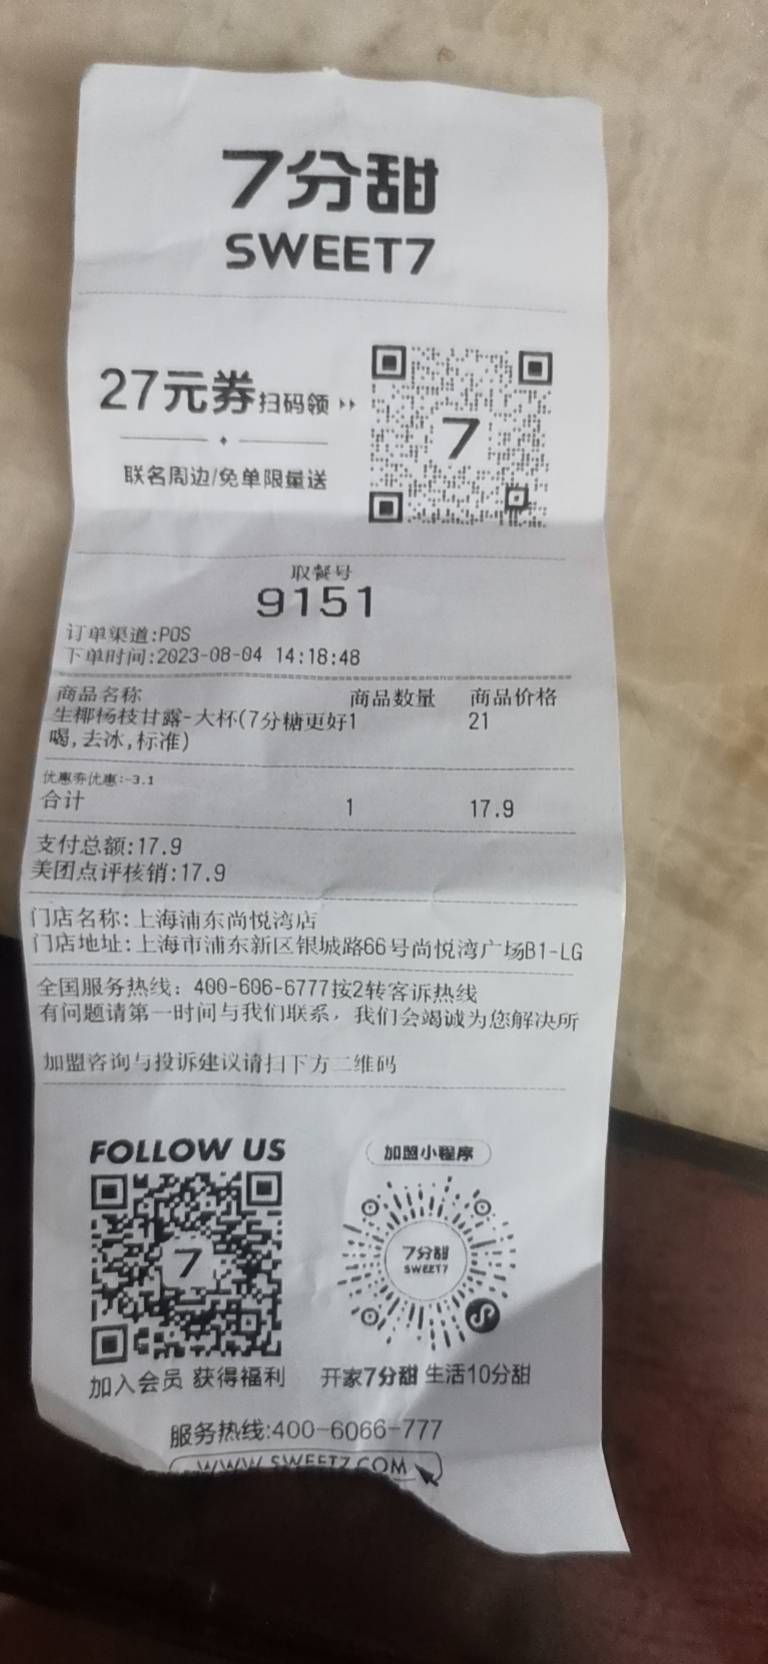 7分甜
SWEET7
27元券扫码领
联名周边/免单限量送
7
取餐号
9151
订单渠道:POS
下单时间:2023-08-04 14:18:48
商品名称 商品数量 商品价格
生椰杨枝甘露-大杯(7分糖更好1 21
喝,去冰,标准)
优惠券优惠:-3.1
合计 1 17.9
支付总额:17.9
美团点评核销:17.9
门店名称:上海浦东尚悦湾店
门店地址:上海市浦东新区银城路66号尚悦湾广场B1-LG
全国服务热线：400-606-6777按2转客诉热线
有问题请第一时间与我们联系，我们会竭诚为您解决所
加盟咨询与投诉建议请扫下方二维码
FOLLOW US 加盟小程序
7 7分甜
SWEET7
加入会员 获得福利 开家7分甜 生活10分甜
服务热线:400-6066-777
WWW.SWEET7.COM